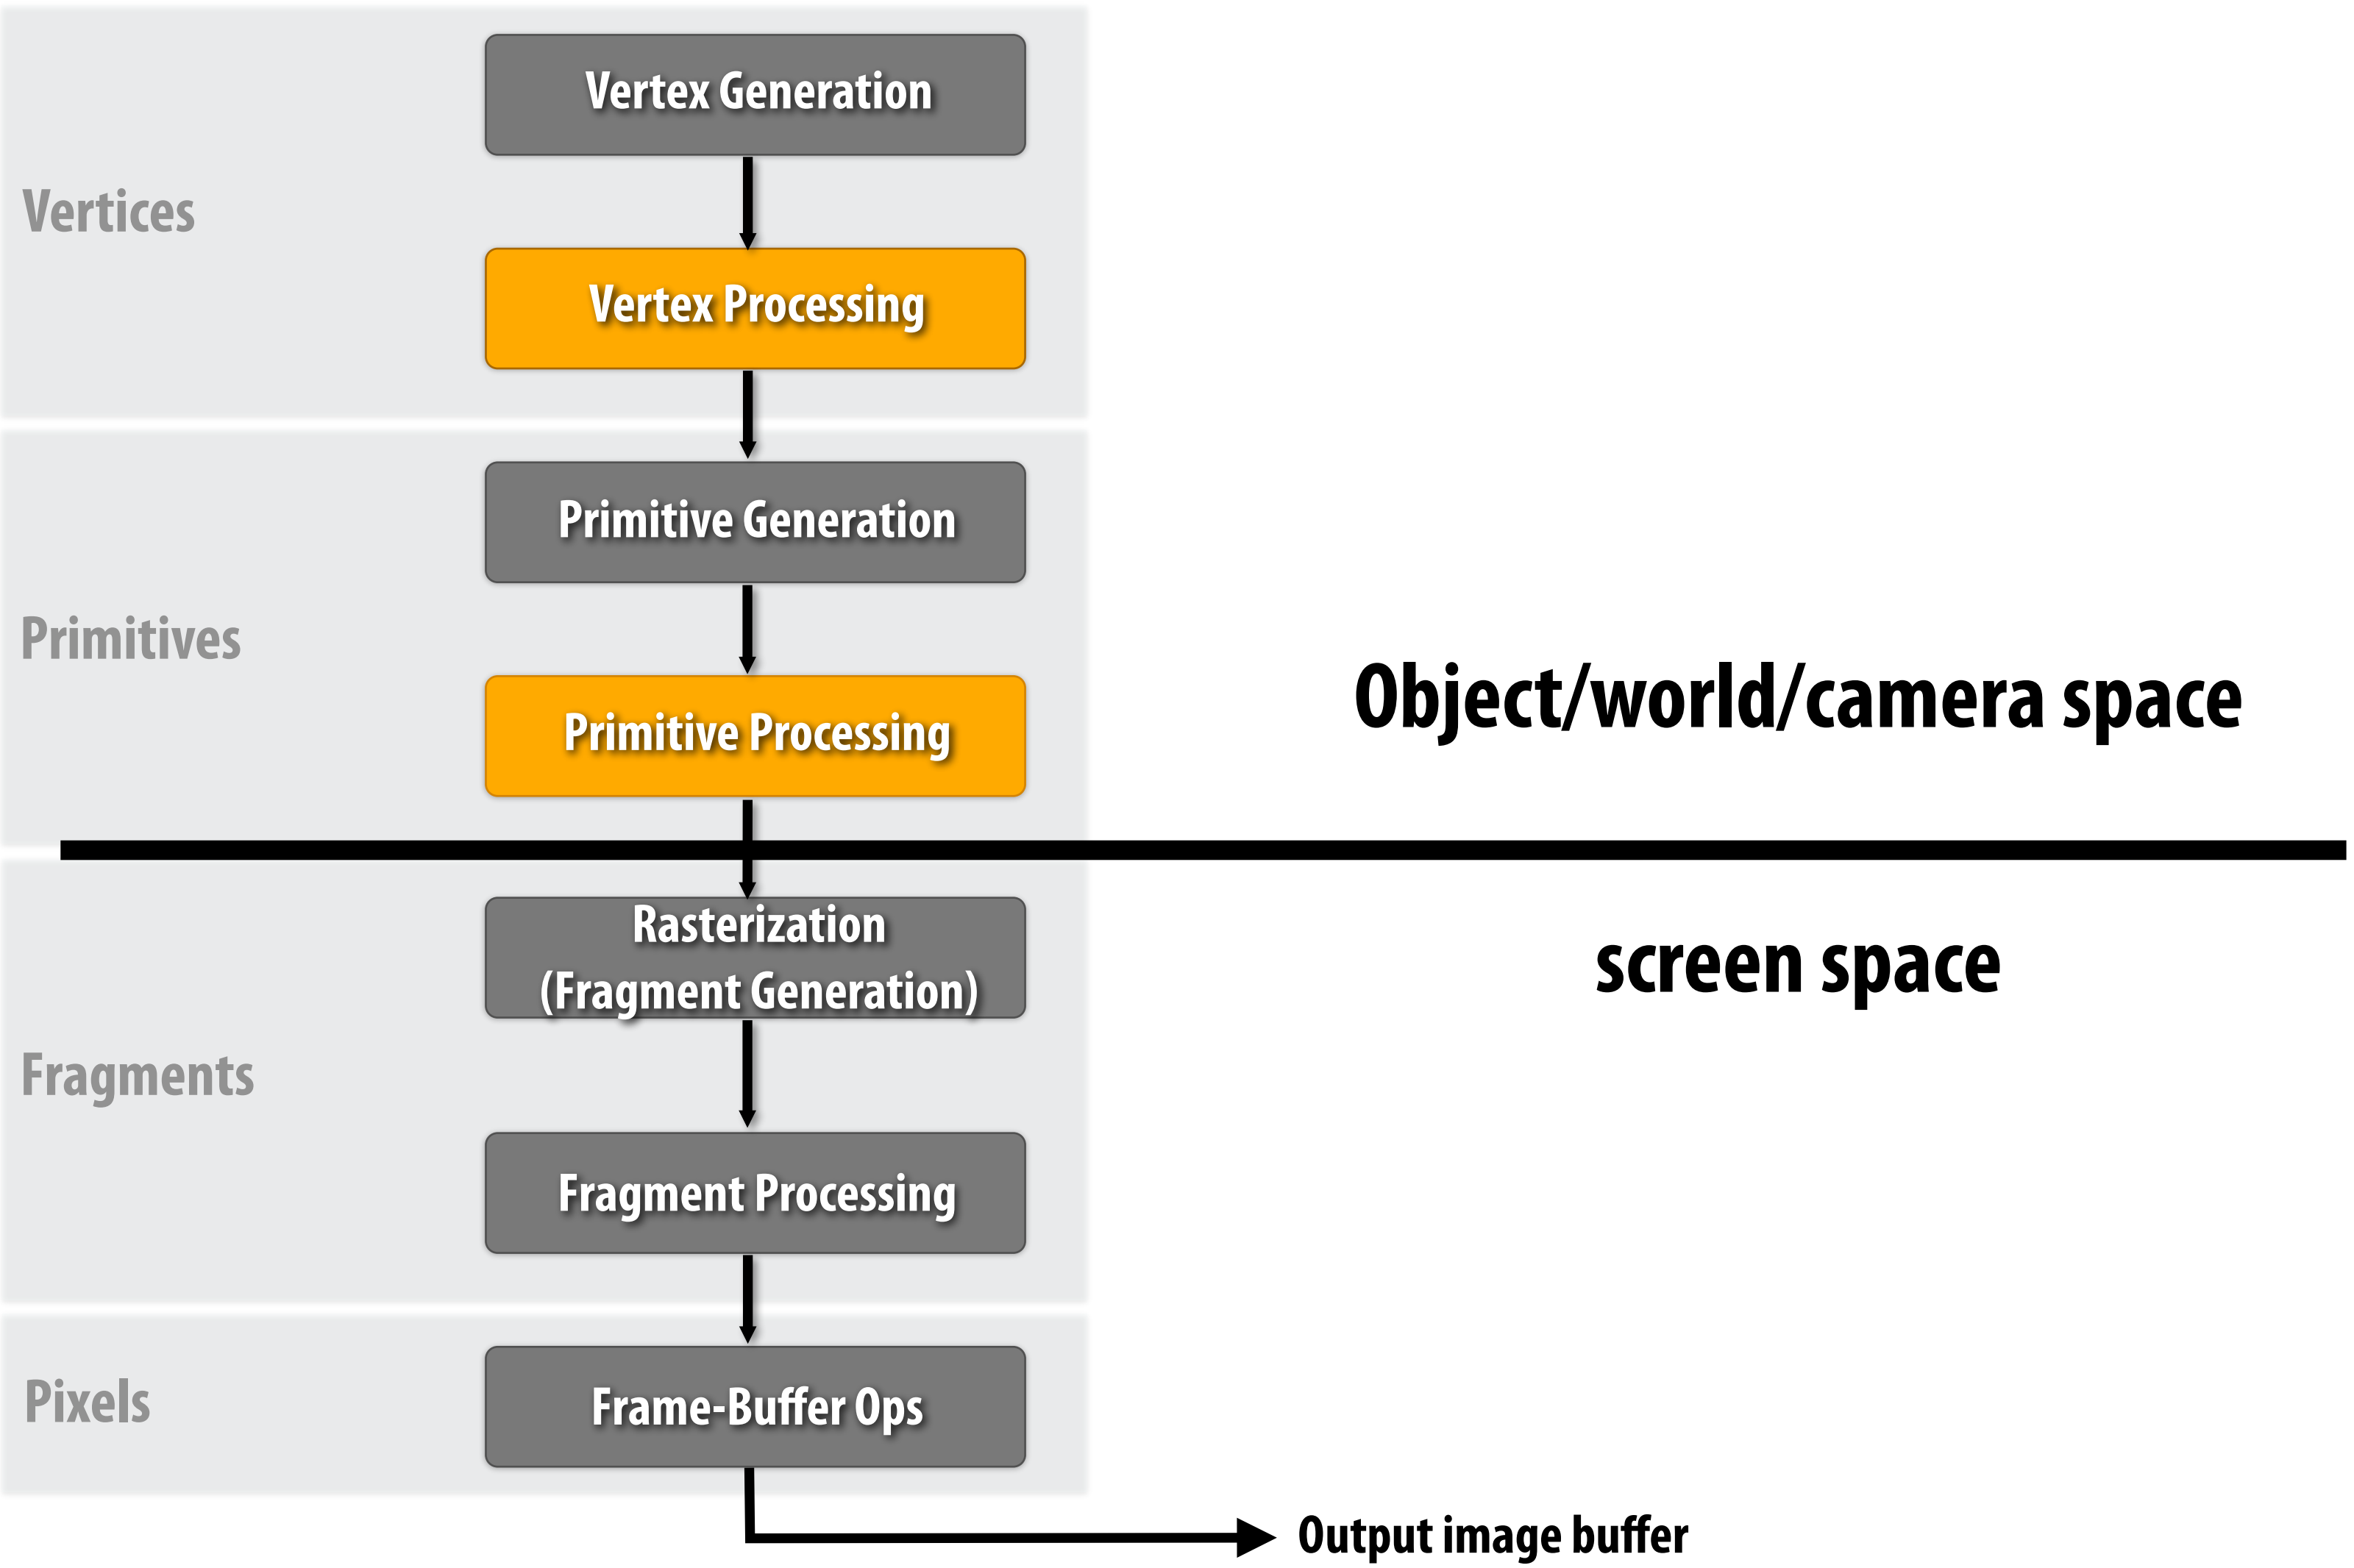 Vertices
Vertex Generation
Vertex Processing
Primitives
Primitive Generation
Primitive Processing
Object/world/camera space
screen space
Fragments
Rasterization
(Fragment Generation)
Fragment Processing
Pixels
Frame-Buffer Ops
Output image buffer